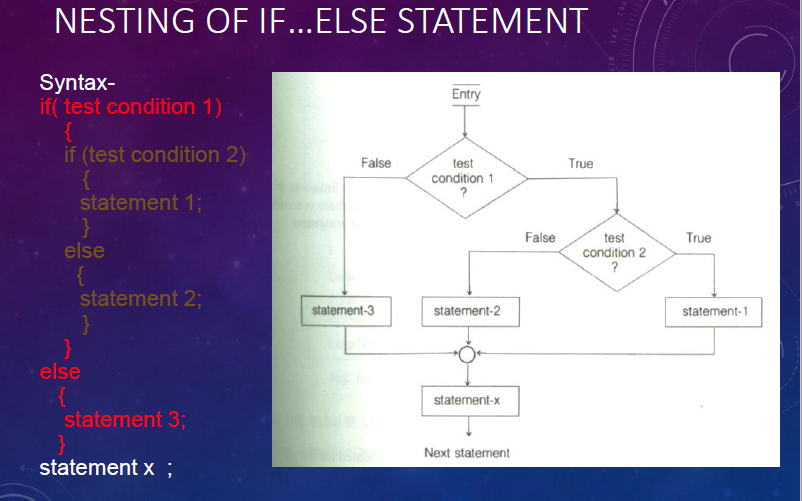 NESTING OF IF...ELSE STATEMENT
Syntax-
if( test condition 1)
{
if (test condition 2)
{
statement 1;
}
else
{
statement 2;
}
}
else
{
statement 3;
}
statement x ;
Entry
False
test
condition 1
?
True
False
test
condition 2
?
True
statement-3
statement-2
statement-1
statement-x
Next statement